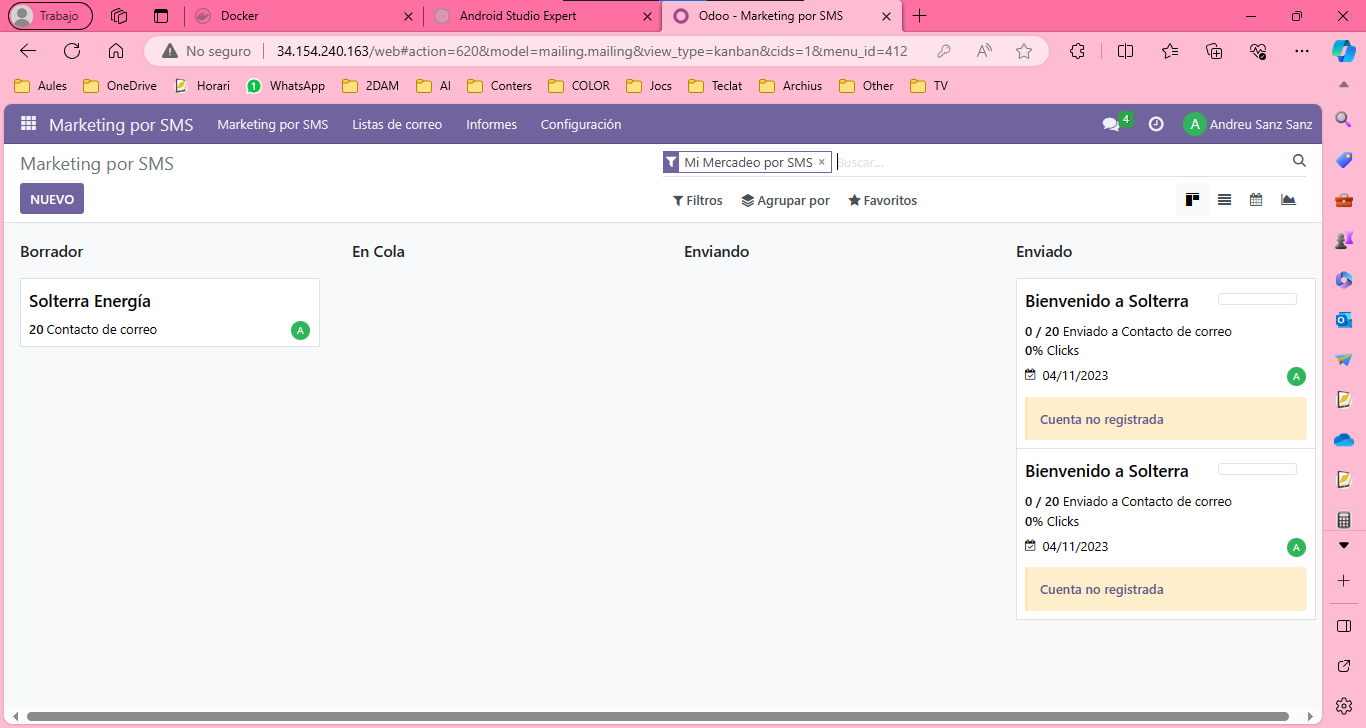 Trabajo
Docker
Android Studio Expert
Odoo - Marketing por SMS
No seguro
34.154.240.163/web#action=620&model=mailing.mailing&view_type=kanban&cids=1&menu_id=412
Aules
OneDrive
Horari
1
WhatsApp
2DAM
AI
Conters
COLOR
Jocs
Teclat
Archius
Other
TV
Marketing por SMS
Marketing por SMS
Listas de correo
Informes
Configuración
4
A
Andreu Sanz Sanz
Marketing por SMS
Mi Mercadeo por SMS ×
Buscar...
NUEVO
Filtros
Agrupar por
Favoritos
Borrador
En Cola
Enviando
Enviado
Solterra Energía
20 Contacto de correo
A
Bienvenido a Solterra
0 / 20 Enviado a Contacto de correo
0% Clicks
04/11/2023
A
Cuenta no registrada
Bienvenido a Solterra
0 / 20 Enviado a Contacto de correo
0% Clicks
04/11/2023
A
Cuenta no registrada